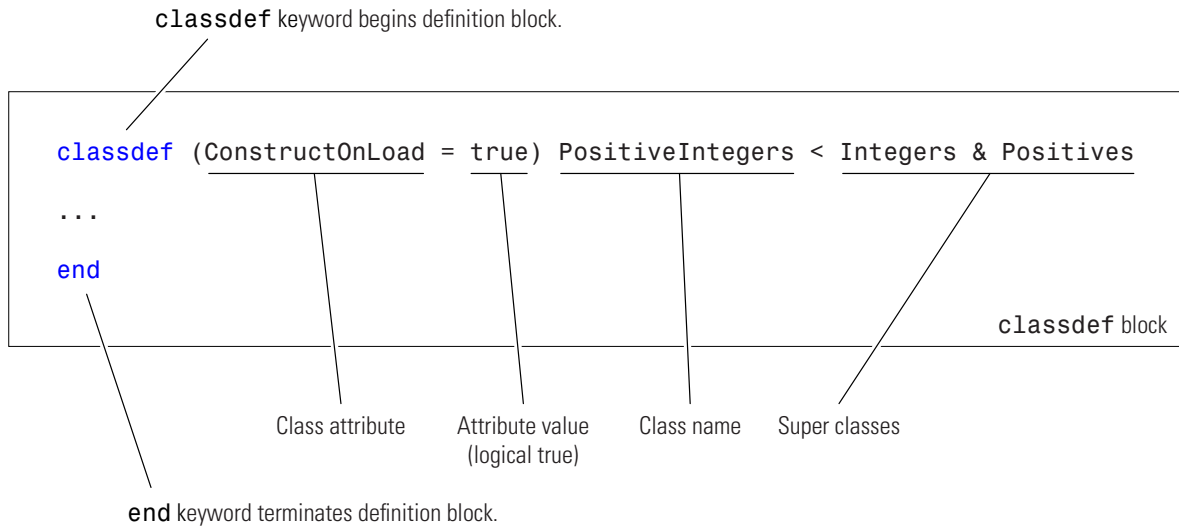 classdef keyword begins definition block.
classdef (ConstructOnLoad = true) PositiveIntegers < Integers & Positives
...
end
classdef block
Class attribute
Attribute value
(logical true)
Class name
Super classes
end keyword terminates definition block.